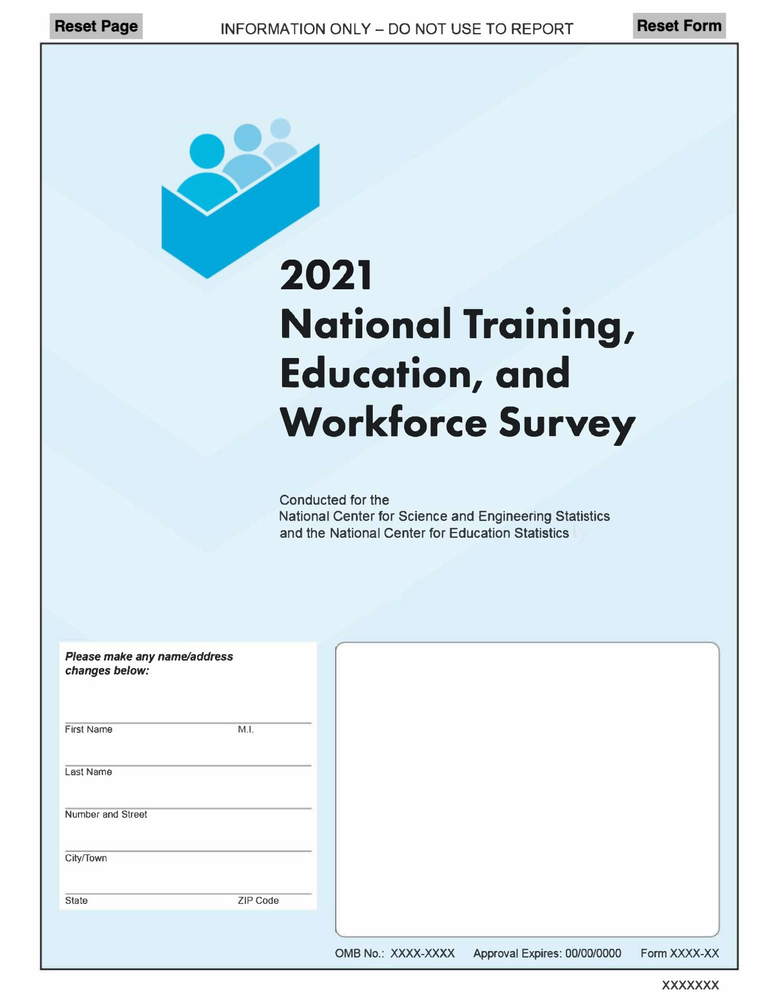 Reset Page
INFORMATION ONLY – DO NOT USE TO REPORT
Reset Form
2021
National Training,
Education, and
Workforce Survey
Conducted for the
National Center for Science and Engineering Statistics
and the National Center for Education Statistics
Please make any name/address
changes below:
First Name M.I.
Last Name
Number and Street
City/Town
State ZIP Code
OMB No.: XXXX-XXXX Approval Expires: 00/00/0000 Form XXXX-XX
XXXXXXX